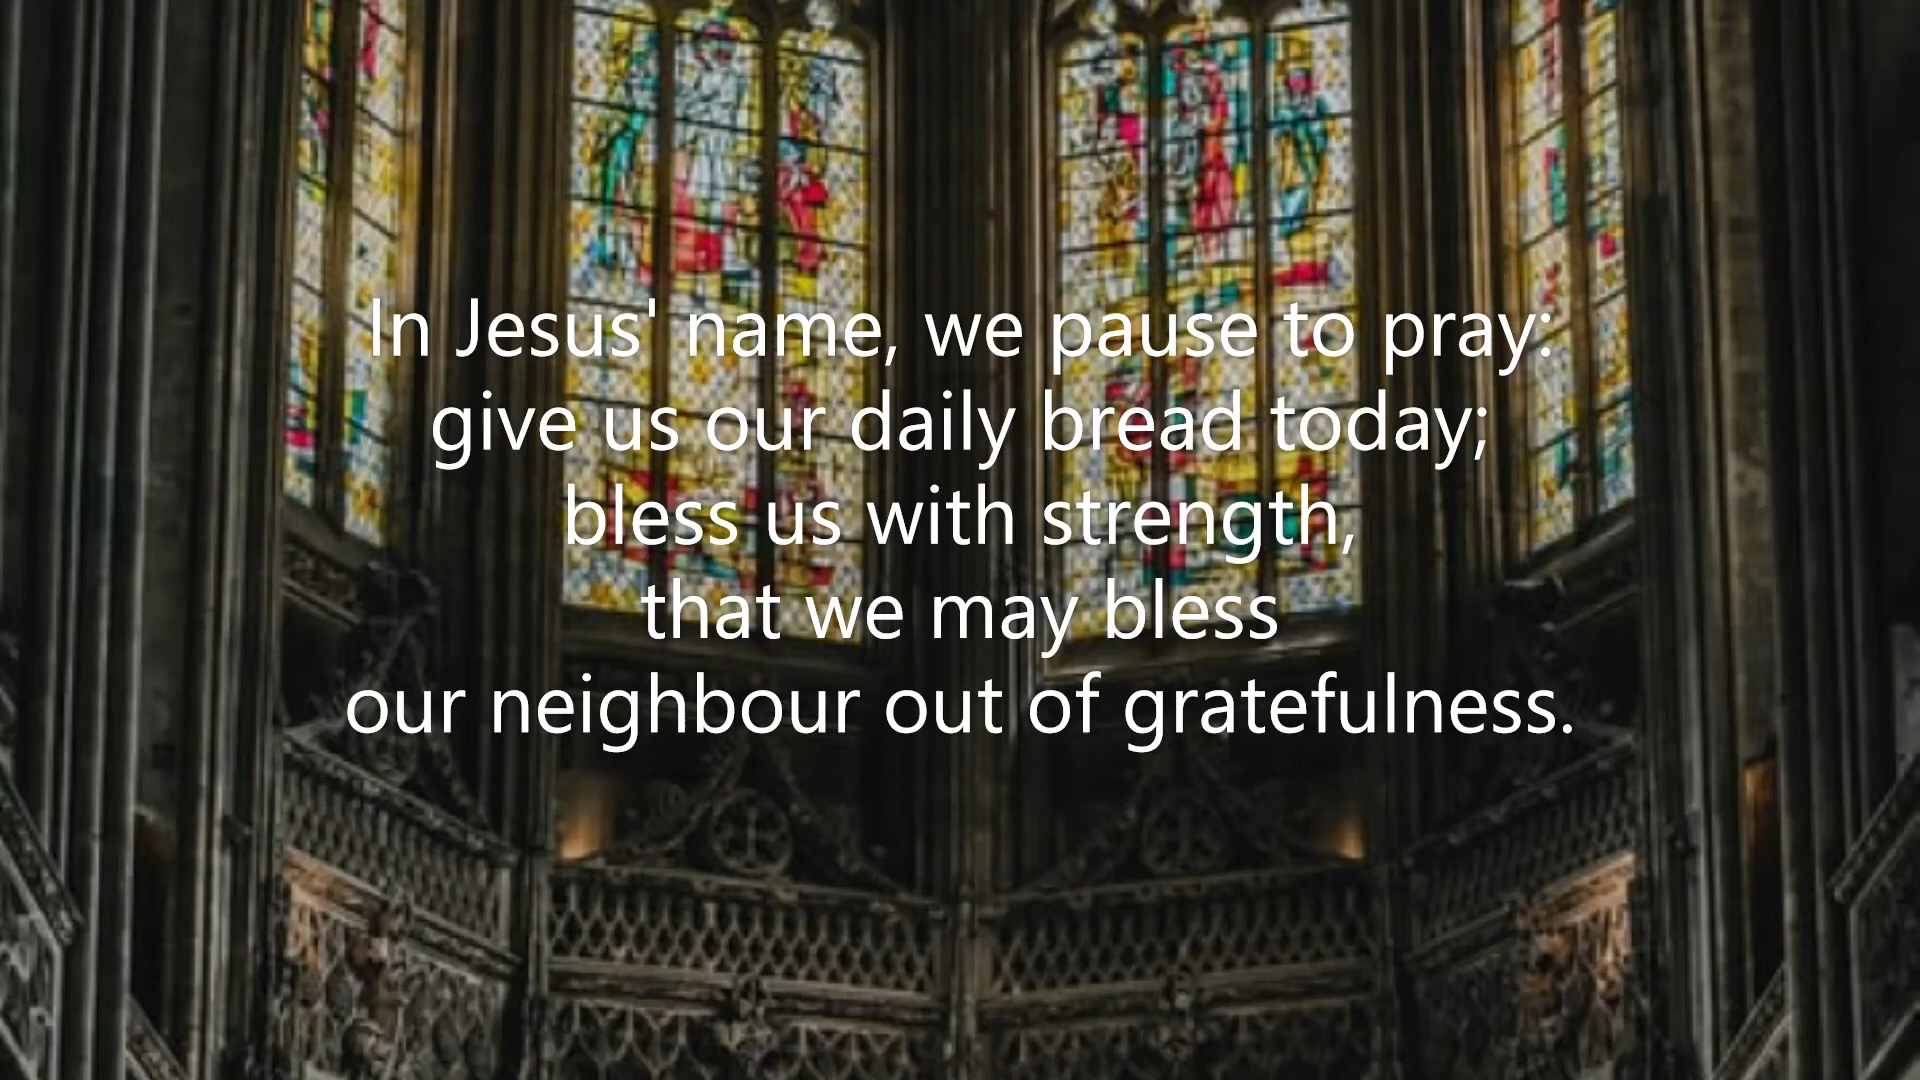 In Jesus' name, we pause to pray:
give us our daily bread today;
bless us with strength,
that we may bless
our neighbour out of gratefulness.